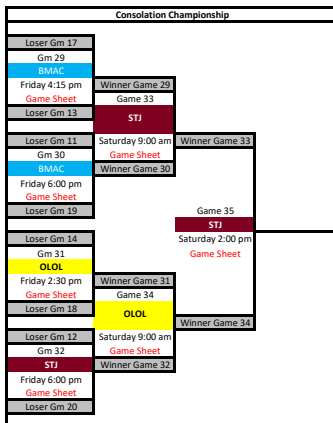 Consolation Championship
Loser Gm 17
Gm 29
BMAC
Friday 4:15 pm
Game Sheet
Loser Gm 13
Winner Game 29
Game 33
STJ
Saturday 9:00 am
Game Sheet
Winner Game 30
Loser Gm 11
Gm 30
BMAC
Friday 6:00 pm
Game Sheet
Loser Gm 19
Winner Game 33
Game 35
STJ
Saturday 2:00 pm
Game Sheet
Winner Game 34
Loser Gm 14
Gm 31
OLOL
Friday 2:30 pm
Game Sheet
Loser Gm 18
Winner Game 31
Game 34
OLOL
Saturday 9:00 am
Game Sheet
Winner Game 32
Loser Gm 12
Gm 32
STJ
Friday 6:00 pm
Game Sheet
Loser Gm 20